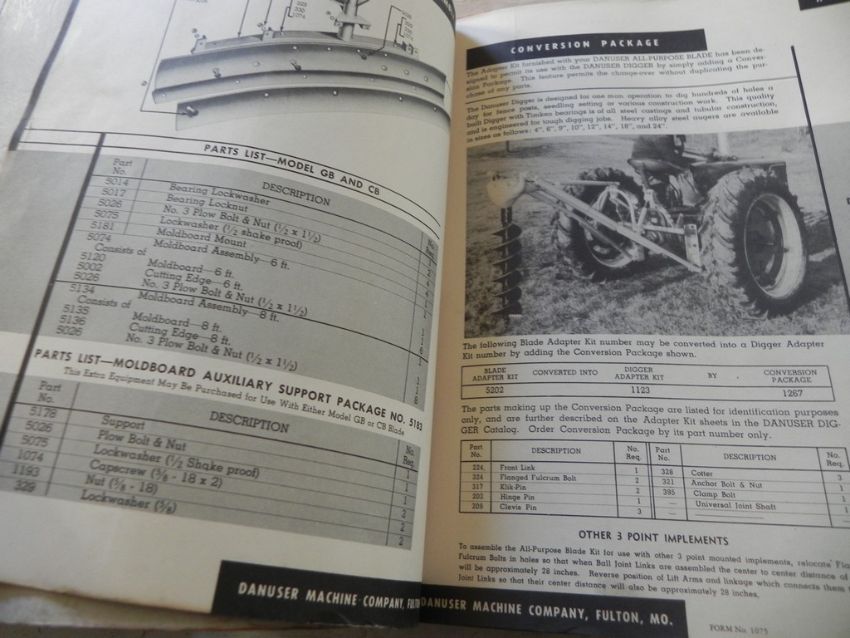 PARTS LIST—MODEL GB AND CB
Part No. DESCRIPTION No.
5014 Bearing Lockwasher
5017 Bearing Locknut
5026 No. 3 Plow Bolt & Nut (1/2 x 1 1/2)
5075 Lockwasher (1/2 shake proof)
5181 Moldboard Mount
5074 Moldboard Assembly—6 ft.
Consists of
5120 Moldboard—6 ft.
5002 Cutting Edge—6 ft.
5026 No. 3 Plow Bolt & Nut (1/2 x 1 1/2)
5134 Moldboard Assembly—8 ft.
Consists of
5135 Moldboard—8 ft.
5136 Cutting Edge—8 ft.
5026 No. 3 Plow Bolt & Nut (1/2 x 1 1/2)
PARTS LIST—MOLDBOARD AUXILIARY SUPPORT PACKAGE NO. 5183
This Extra Equipment May Be Purchased for Use With Either Model GB or CB Blade
Part No. DESCRIPTION No. Req.
5178 Support 1
5026 Plow Bolt & Nut 1
5075 Lockwasher (1/2 Shake proof) 1
1074 Capscrew (5/8 - 18 x 2)
1193 Nut (5/8 - 18) 2
329 Lockwasher (5/8) 2
DANUSER MACHINE COMPANY, FULTON
CONVERSION PACKAGE
The Adapter Kit furnished with your DANUSER ALL-PURPOSE BLADE has been de-
signed to permit its use with the DANUSER DIGGER by simply adding a Conver-
sion Package. This feature permits the change-over without duplicating the pur-
chase of any parts.
The Danuser Digger is designed for one man operation to dig hundreds of holes a
day for fence posts, seedling setting or various construction work. This quality
built Digger with Timken bearings is of all steel castings and tubular construction,
and is engineered for tough digging jobs. Heavy alloy steel augers are available
in sizes as follows: 4", 6", 9", 10", 12", 14", 18", and 24".
The following Blade Adapter Kit number may be converted into a Digger Adapter
Kit number by adding the Conversion Package shown.
BLADE ADAPTER KIT CONVERTED INTO DIGGER ADAPTER KIT BY CONVERSION PACKAGE
5202 1123 1267
The parts making up the Conversion Package are listed for identification purposes
only, and are further described on the Adapter Kit sheets in the DANUSER DIG-
GER Catalog. Order Conversion Package by its part number only.
Part No. DESCRIPTION No. Req. Part No. DESCRIPTION No. Req.
224 Front Link 1 328 Cotter 3
324 Flanged Fulcrum Bolt 2 321 Anchor Bolt & Nut 1
317 Klik-Pin 2 395 Clamp Bolt 1
202 Hinge Pin 1 — Universal Joint Shaft 1
209 Clevis Pin 3
OTHER 3 POINT IMPLEMENTS
To assemble the All-Purpose Blade Kit for use with other 3 point mounted implements, relocate Fla
Fulcrum Bolts in holes so that when Ball Joint Links are assembled the center to center distance of
will be approximately 28 inches. Reverse position of Lift Arms and linkage which connects them
Joint Links so that their center distance will also be approximately 28 inches.
DANUSER MACHINE COMPANY, FULTON, MO.
FORM No. 1075